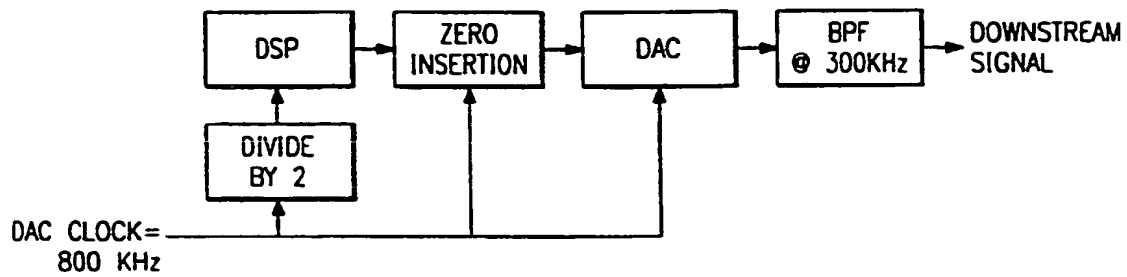 DSP
ZERO
INSERTION
DAC
BPF
@ 300KHz
DOWNSTREAM
SIGNAL
DIVIDE
BY 2
DAC CLOCK=
800 KHz